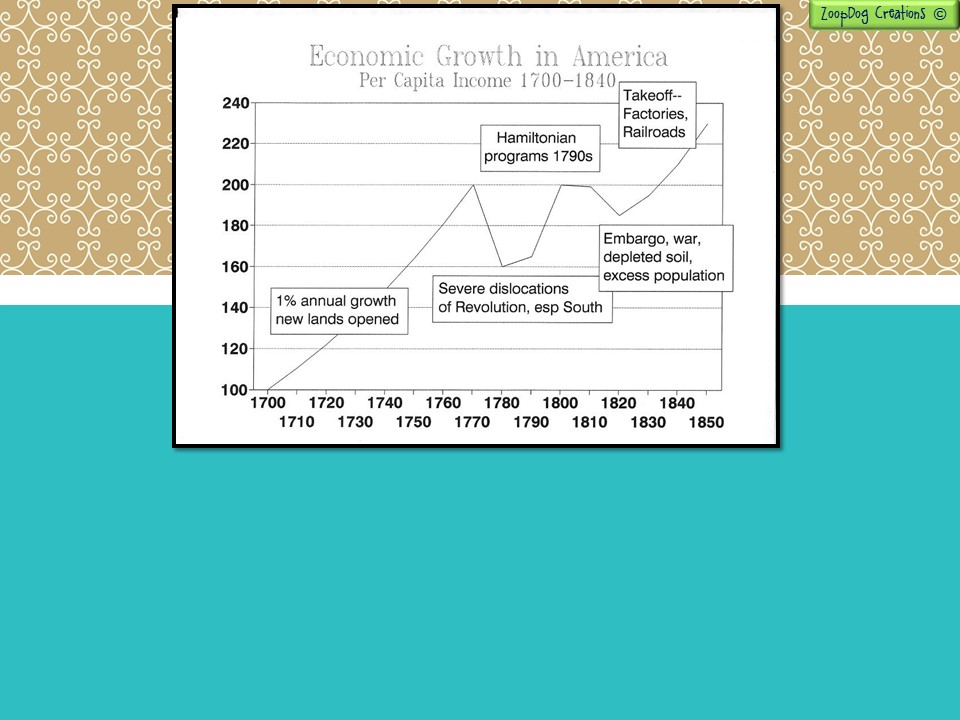 ZoopDog Creations ©
Economic Growth in America
Per Capita Income 1700-1840
240
220
200
180
160
140
120
100
Takeoff--
Factories,
Railroads
Hamiltonian
programs 1790s
Embargo, war,
depleted soil,
excess population
Severe dislocations
of Revolution, esp South
1% annual growth
new lands opened
1700 1720 1740 1760 1780 1800 1820 1840
1710 1730 1750 1770 1790 1810 1830 1850